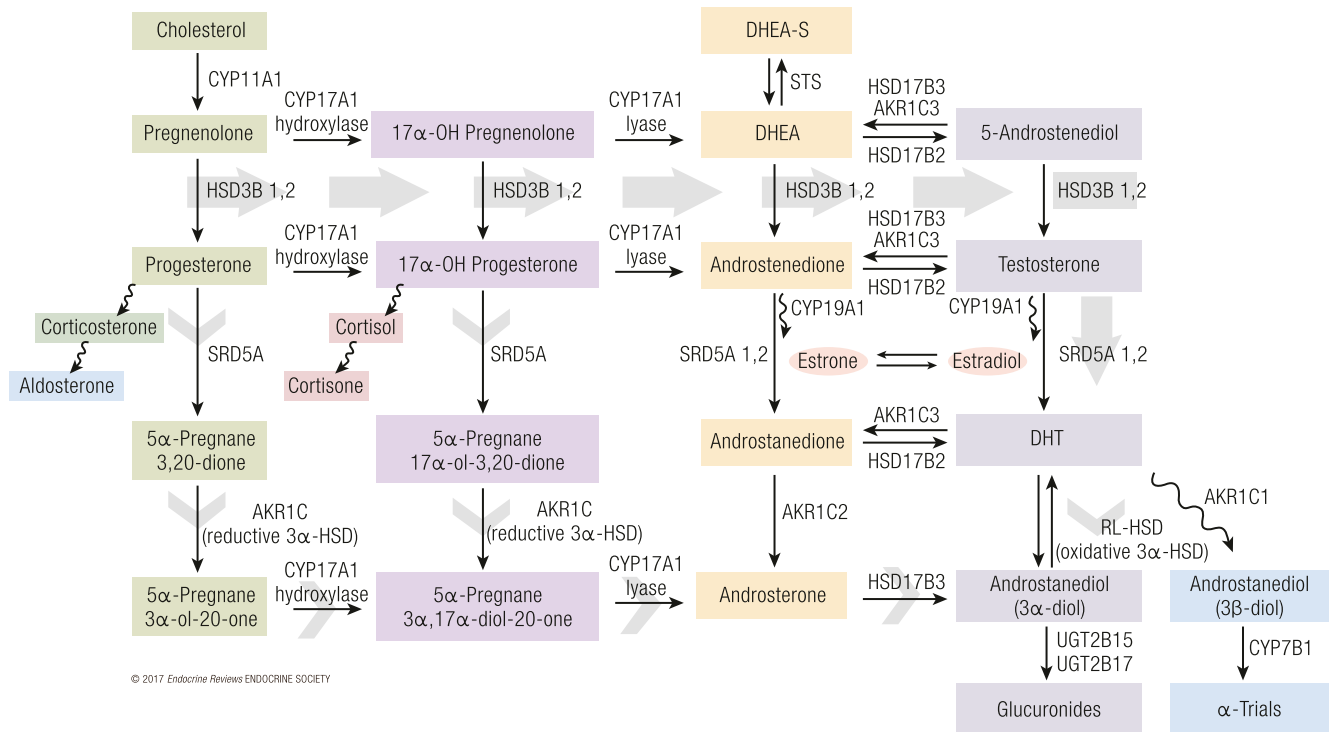 Cholesterol
DHEA-S
CYP11A1
STS
HSD17B3
AKR1C3
HSD17B2
CYP17A1
hydroxylase
CYP17A1
lyase
Pregnenolone
17α-OH Pregnenolone
DHEA
5-Androstenediol
HSD3B 1,2
HSD3B 1,2
HSD3B 1,2
HSD3B 1,2
CYP17A1
hydroxylase
CYP17A1
lyase
HSD17B3
AKR1C3
HSD17B2
Progesterone
17α-OH Progesterone
Androstenedione
Testosterone
Corticosterone
Aldosterone
SRD5A
Cortisol
Cortisone
SRD5A
CYP19A1
SRD5A 1,2
Estrone
Estradiol
CYP19A1
SRD5A 1,2
5α-Pregnane
3,20-dione
5α-Pregnane
17α-ol-3,20-dione
Androstanedione
AKR1C3
HSD17B2
DHT
AKR1C
(reductive 3α-HSD)
AKR1C
(reductive 3α-HSD)
AKR1C2
RL-HSD
(oxidative 3α-HSD)
AKR1C1
CYP17A1
hydroxylase
CYP17A1
lyase
HSD17B3
5α-Pregnane
3α-ol-20-one
5α-Pregnane
3α,17α-diol-20-one
Androsterone
Androstanediol
(3α-diol)
Androstanediol
(3β-diol)
UGT2B15
UGT2B17
CYP7B1
Glucuronides
α-Trials
© 2017 Endocrine Reviews ENDOCRINE SOCIETY